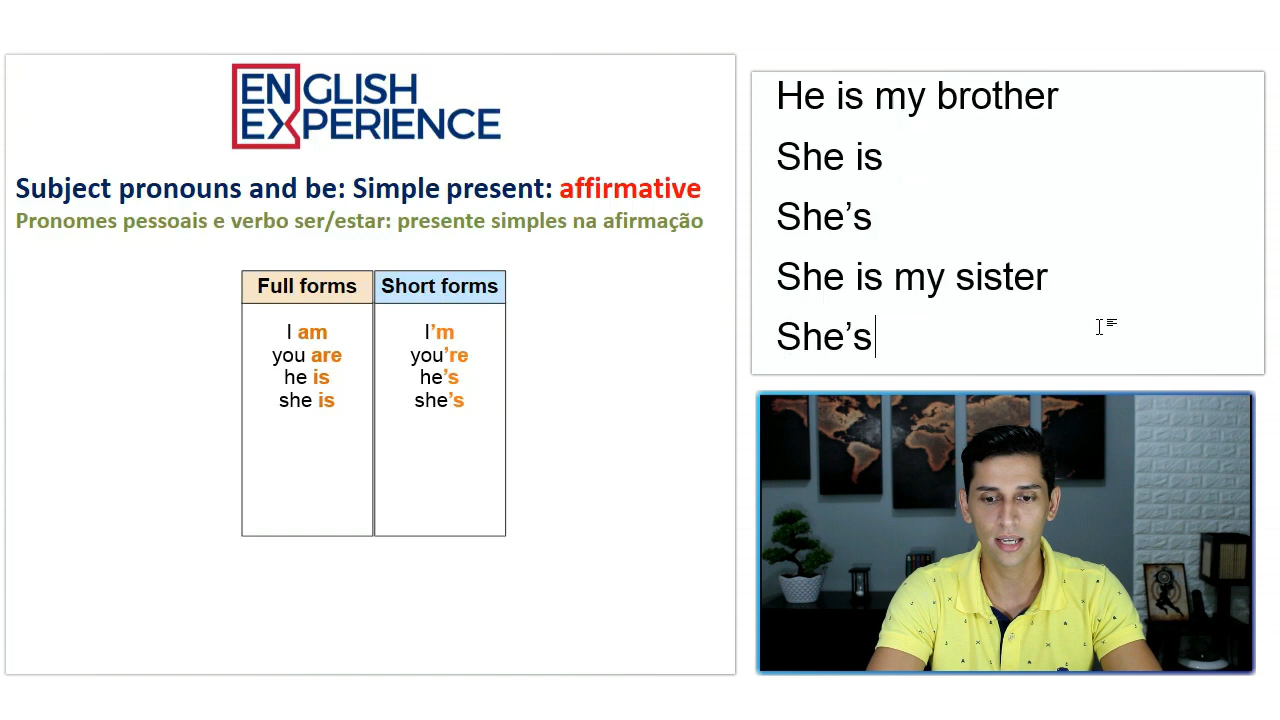 ENGLISH
EXPERIENCE
Subject pronouns and be: Simple present: affirmative
Pronomes pessoais e verbo ser/estar: presente simples na afirmação
Full forms
I am
you are
he is
she is
Short forms
I’m
you’re
he’s
she’s
He is my brother
She is
She’s
She is my sister
She’s